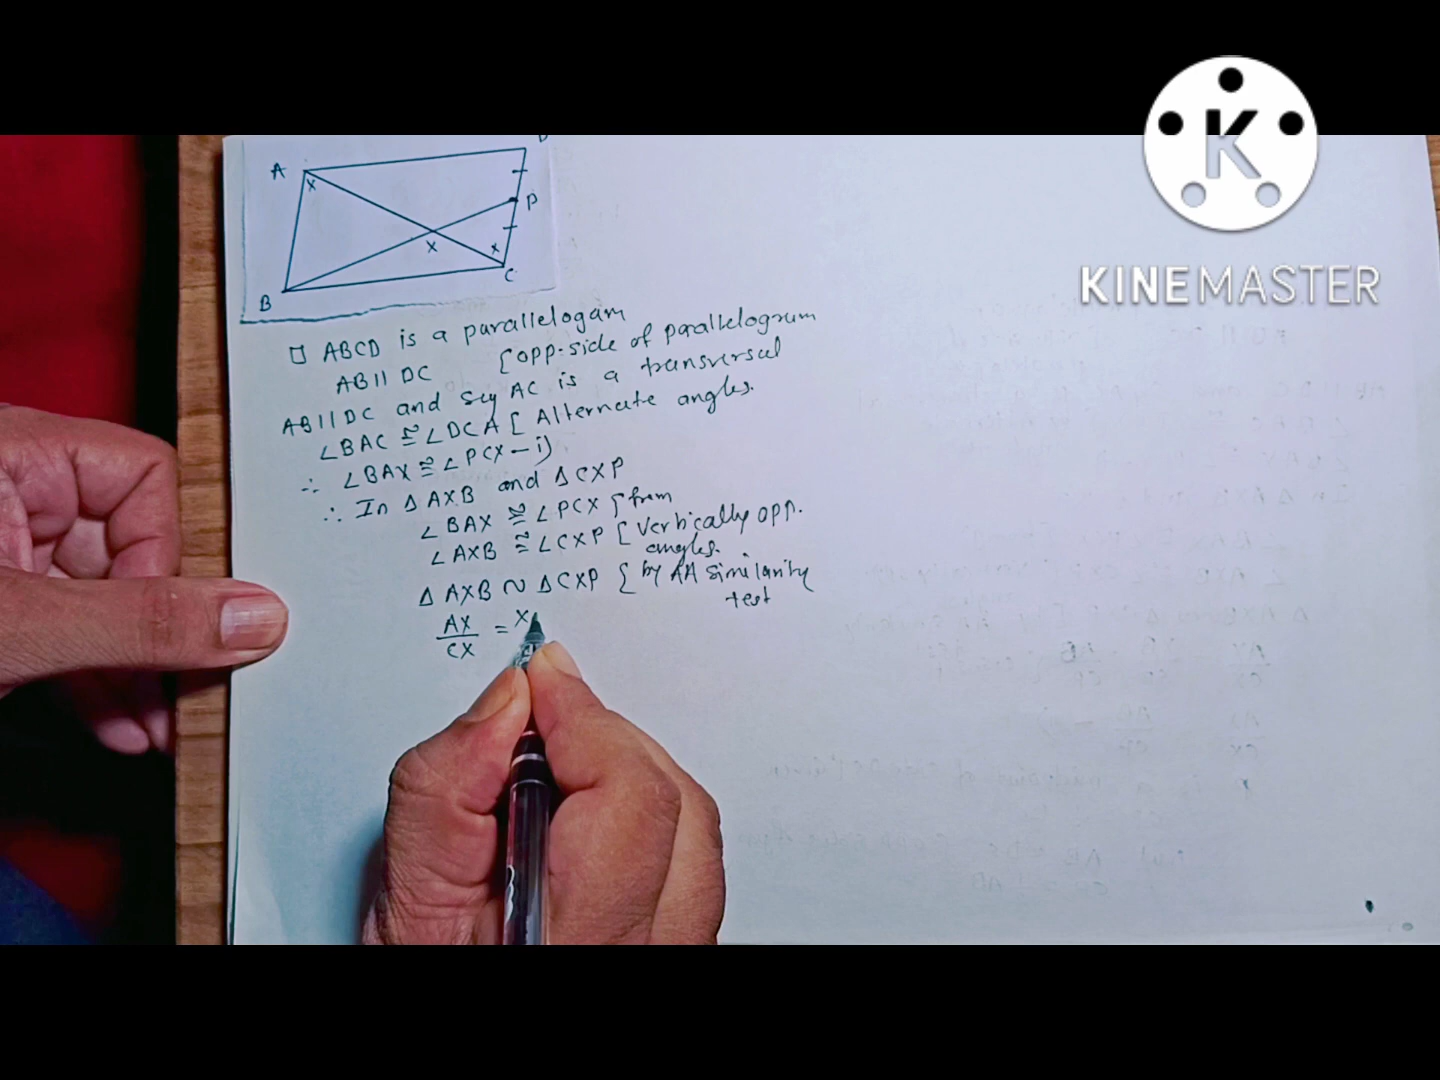 KINEMASTER
A
x
P
x
x
B
C
□ ABCD is a parallelogam
AB || DC [opp. side of parallelogrum
AB || DC and seg AC is a transversal
∠BAC ≅ ∠DCA [ Alternate angles.
∴ ∠BAX ≅ ∠PCX - i)
∴ In Δ AXB and Δ CXP
∠BAX ≅ ∠PCX [from
∠AXB ≅ ∠CXP [Vertically opp.
angles.
Δ AXB ~ Δ CXP [by AA similarity
test
AX/CX = X